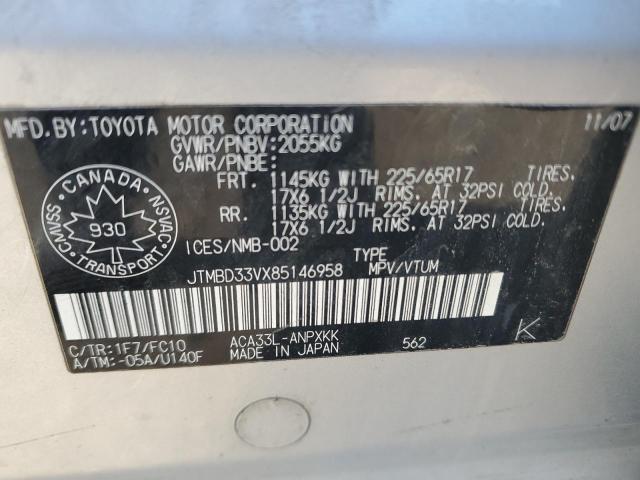 MFD.BY:TOYOTA MOTOR CORPORATION 11/07
GVWR/PNBV:2055KG
GAWR/PNBE:
FRT. 1145KG WITH 225/65R17 TIRES.
17X6 1/2J RIMS. AT 32PSI COLD.
RR. 1135KG WITH 225/65R17 TIRES.
17X6 1/2J RIMS. AT 32PSI COLD.
CANADA
CMVSS NSVAC
930
TRANSPORT
ICES/NMB-002
TYPE
JTMBD33VX85146958 MPV/VTUM
C/TR:1F7/FC10 ACA33L-ANPXKK
A/TM:-05A/U140F MADE IN JAPAN 562
K